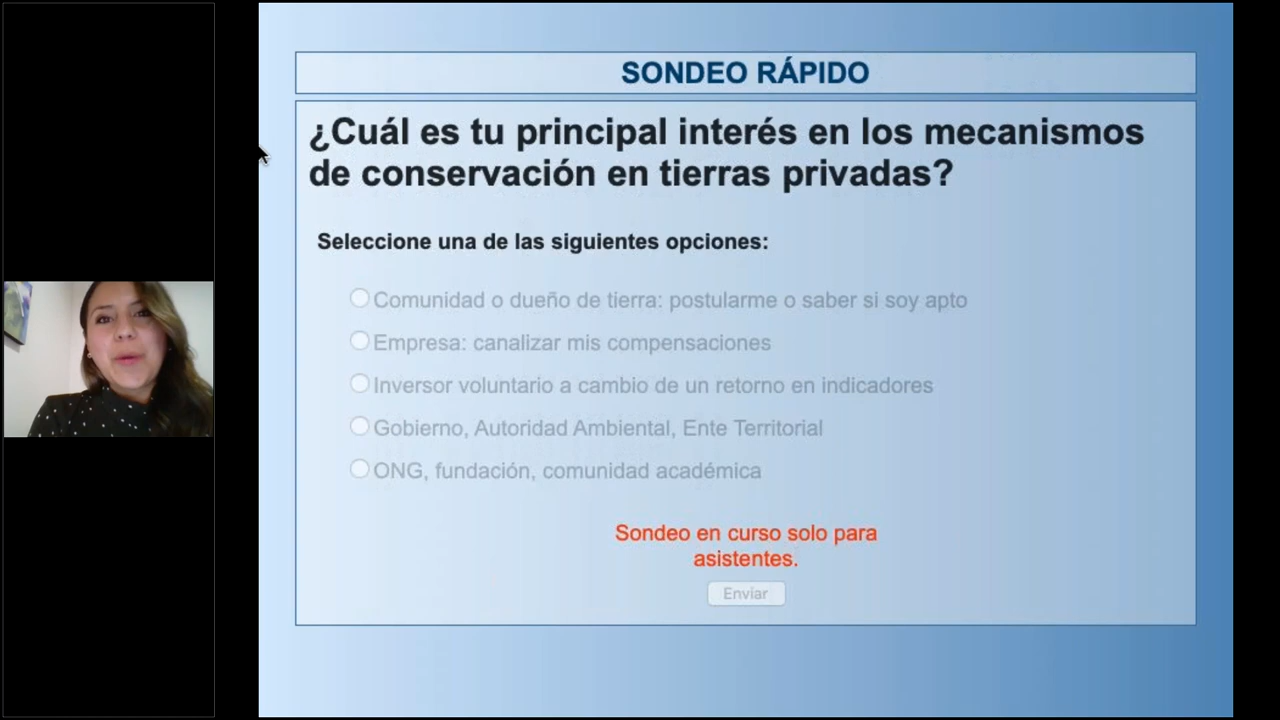 SONDEO RÁPIDO
¿Cuál es tu principal interés en los mecanismos
de conservación en tierras privadas?
Seleccione una de las siguientes opciones:
Comunidad o dueño de tierra: postularme o saber si soy apto
Empresa: canalizar mis compensaciones
Inversor voluntario a cambio de un retorno en indicadores
Gobierno, Autoridad Ambiental, Ente Territorial
ONG, fundación, comunidad académica
Sondeo en curso solo para
asistentes.
Enviar